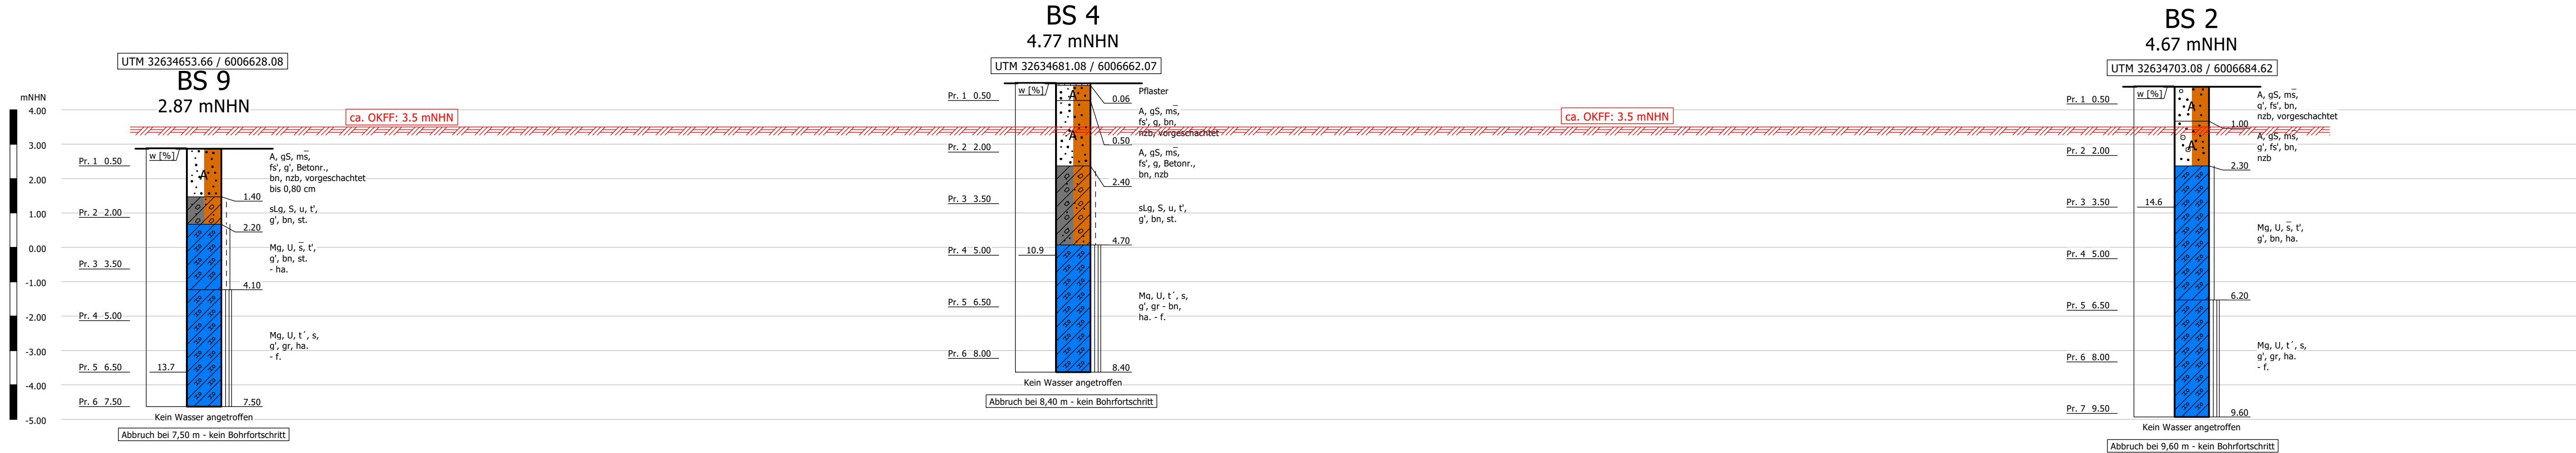 BS 4
4.77 mNHN
UTM 32634681.08 / 6006662.07
BS 2
4.67 mNHN
UTM 32634703.08 / 6006684.62
UTM 32634653.66 / 6006628.08
BS 9
2.87 mNHN
mNHN
4.00
3.00
2.00
1.00
0.00
-1.00
-2.00
-3.00
-4.00
-5.00
ca. OKFF: 3.5 mNHN
ca. OKFF: 3.5 mNHN
w [%]
Pr. 1 0.50
Pr. 2 2.00
Pr. 3 3.50
Pr. 4 5.00
Pr. 5 6.50
13.7
Pr. 6 7.50
A
1.40
2.20
4.10
7.50
A, gS, ms̅,
fs', g', Betonr.,
bn, nzb, vorgeschachtet
bis 0,80 cm
sLg, S, u, t',
g', bn, st.
Mg, U, s̅, t',
g', bn, st.
- ha.
Mg, U, t´, s,
g', gr, ha.
- f.
Kein Wasser angetroffen
Abbruch bei 7,50 m - kein Bohrfortschritt
w [%]
Pr. 1 0.50
Pr. 2 2.00
Pr. 3 3.50
Pr. 4 5.00
10.9
Pr. 5 6.50
Pr. 6 8.00
A
A
0.06
0.50
2.40
4.70
8.40
Pflaster
A, gS, ms̅,
fs', g, bn,
nzb, vorgeschachtet
A, gS, ms̅,
fs', g, Betonr.,
bn, nzb
sLg, S, u, t',
g', bn, st.
Mg, U, t´, s,
g', gr - bn,
ha. - f.
Kein Wasser angetroffen
Abbruch bei 8,40 m - kein Bohrfortschritt
w [%]
Pr. 1 0.50
Pr. 2 2.00
Pr. 3 3.50
14.6
Pr. 4 5.00
Pr. 5 6.50
Pr. 6 8.00
Pr. 7 9.50
A
A
1.00
2.30
6.20
9.60
A, gS, ms̅,
g', fs', bn,
nzb, vorgeschachtet
A, gS, ms̅,
g', fs', bn,
nzb
Mg, U, s̅, t',
g', bn, ha.
Mg, U, t´, s,
g', gr, ha.
- f.
Kein Wasser angetroffen
Abbruch bei 9,60 m - kein Bohrfortschritt